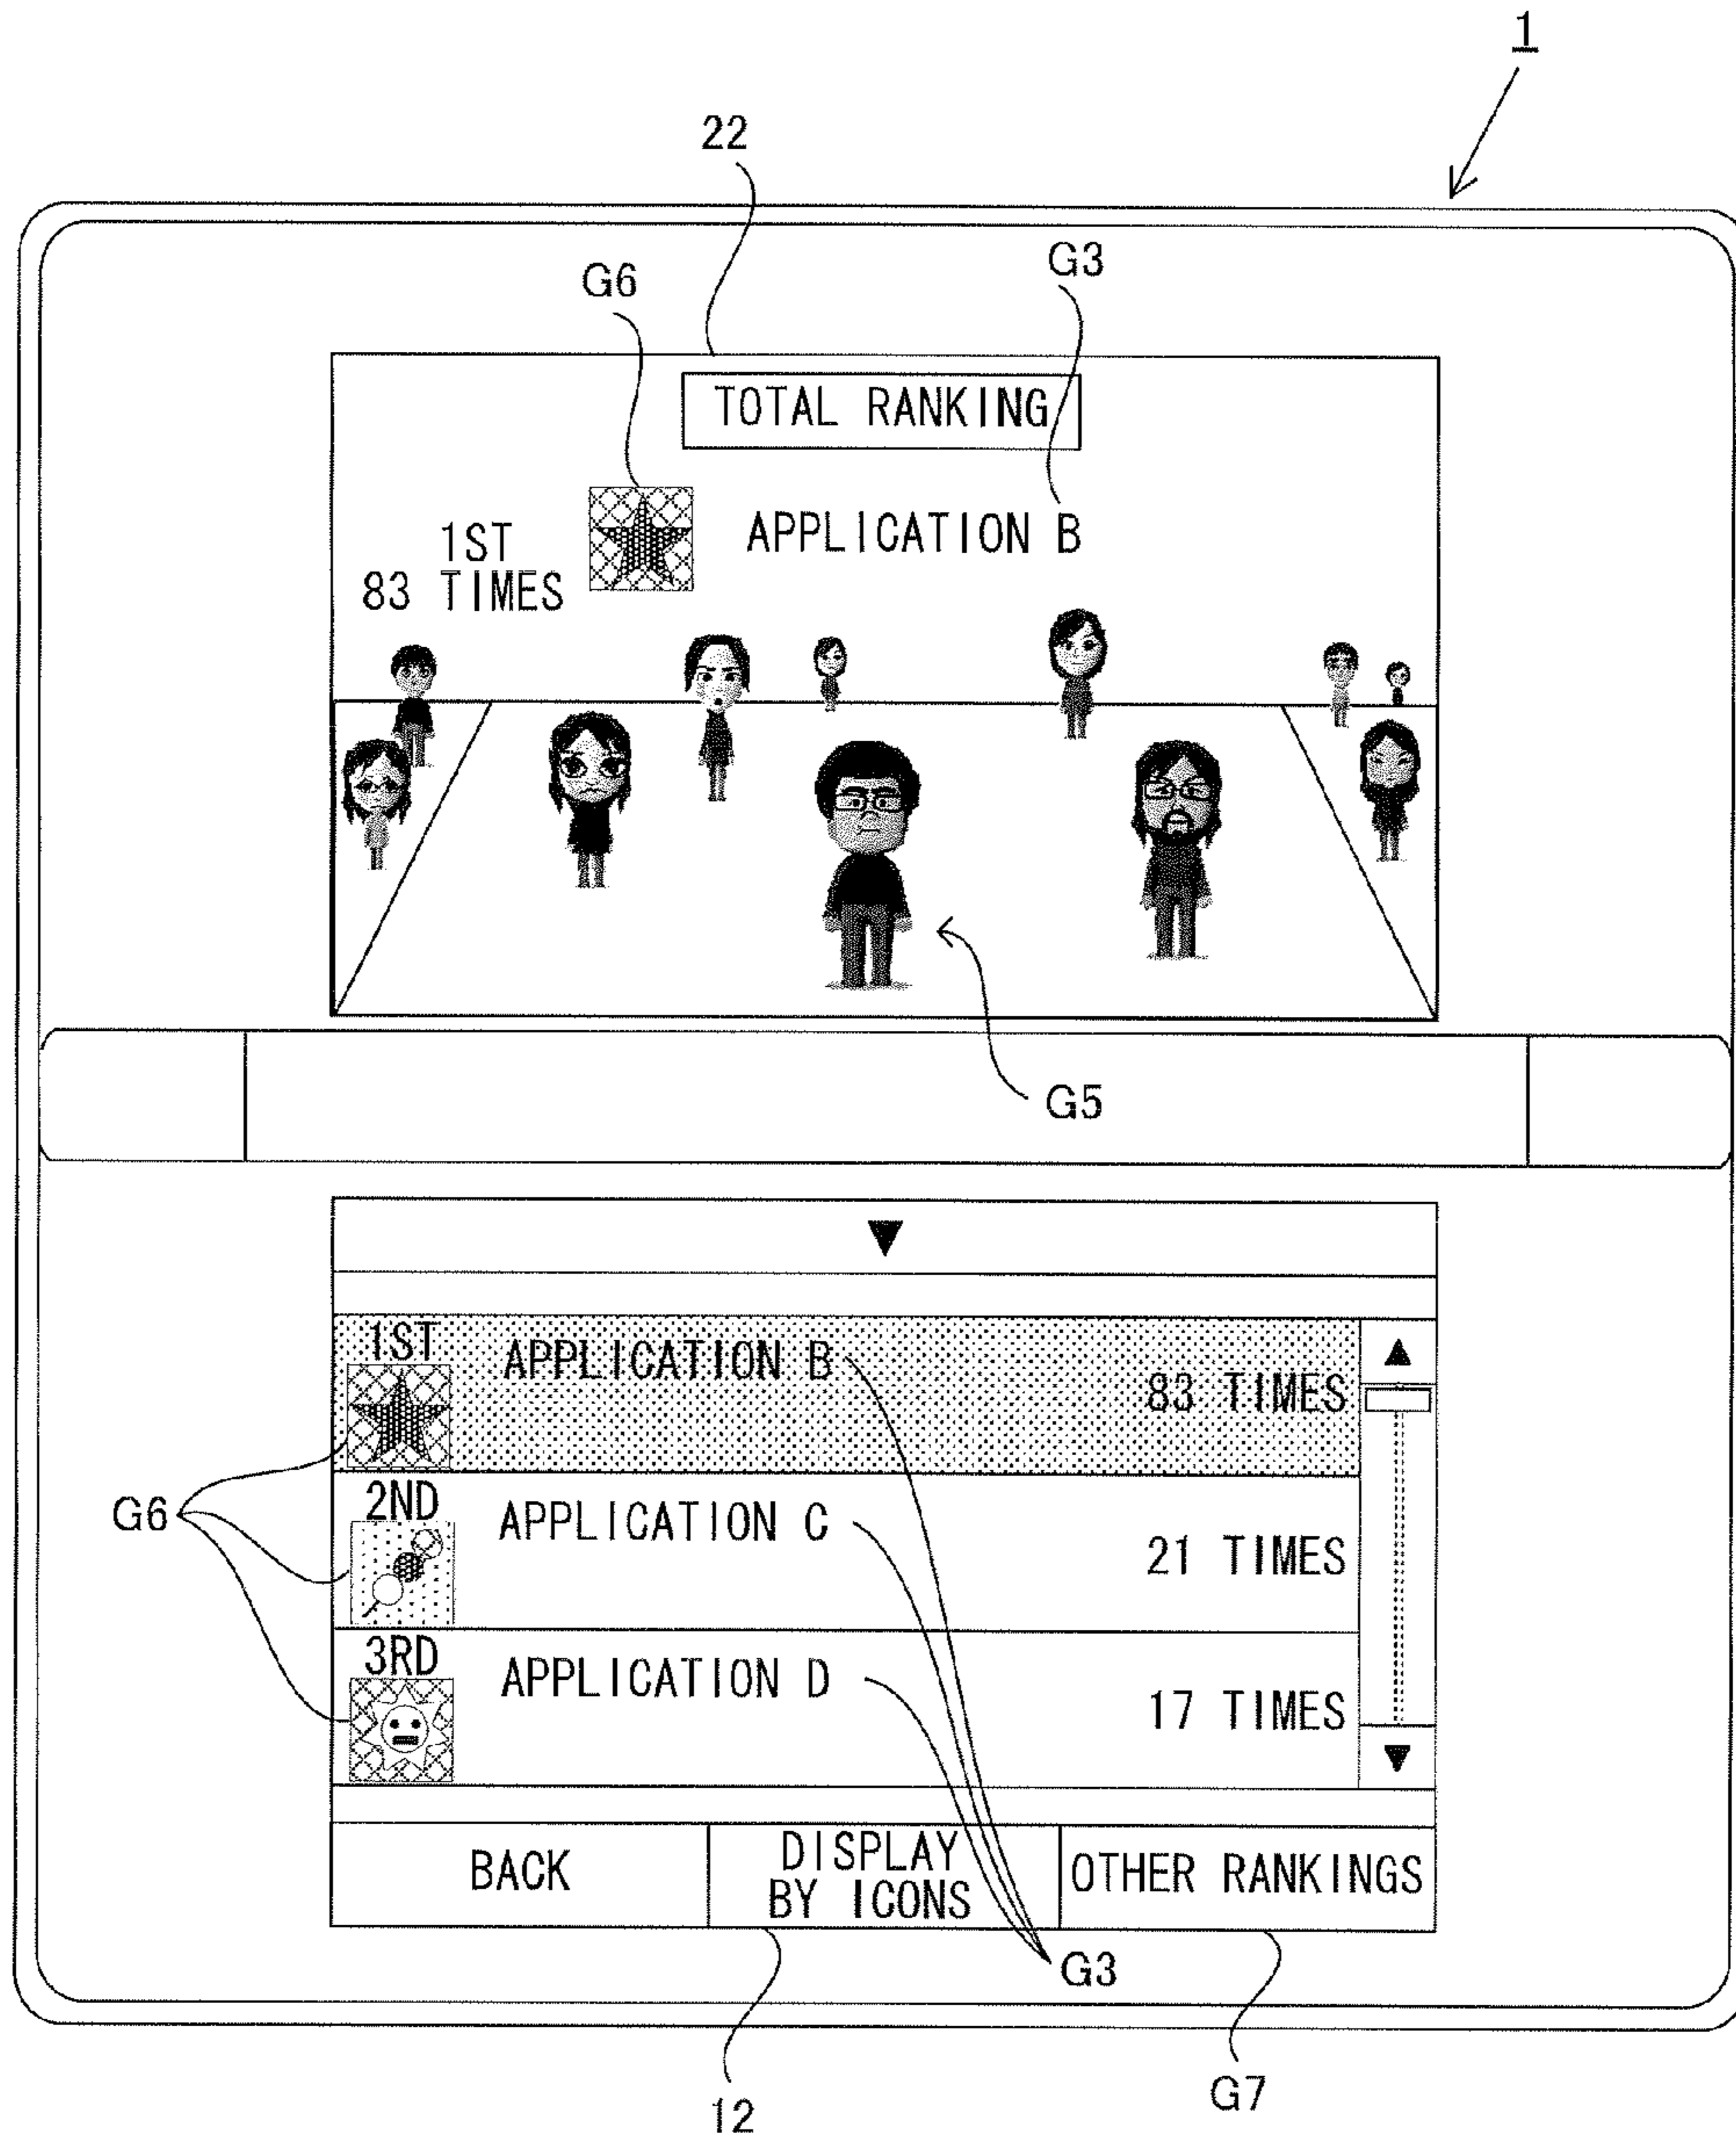 1
22
G6
G3
TOTAL RANKING
1ST
83 TIMES
APPLICATION B
G5
▼
1ST
APPLICATION B
83 TIMES
▲
G6
2ND
APPLICATION C
21 TIMES
3RD
APPLICATION D
17 TIMES
▼
BACK
DISPLAY
BY ICONS
OTHER RANKINGS
G3
12
G7